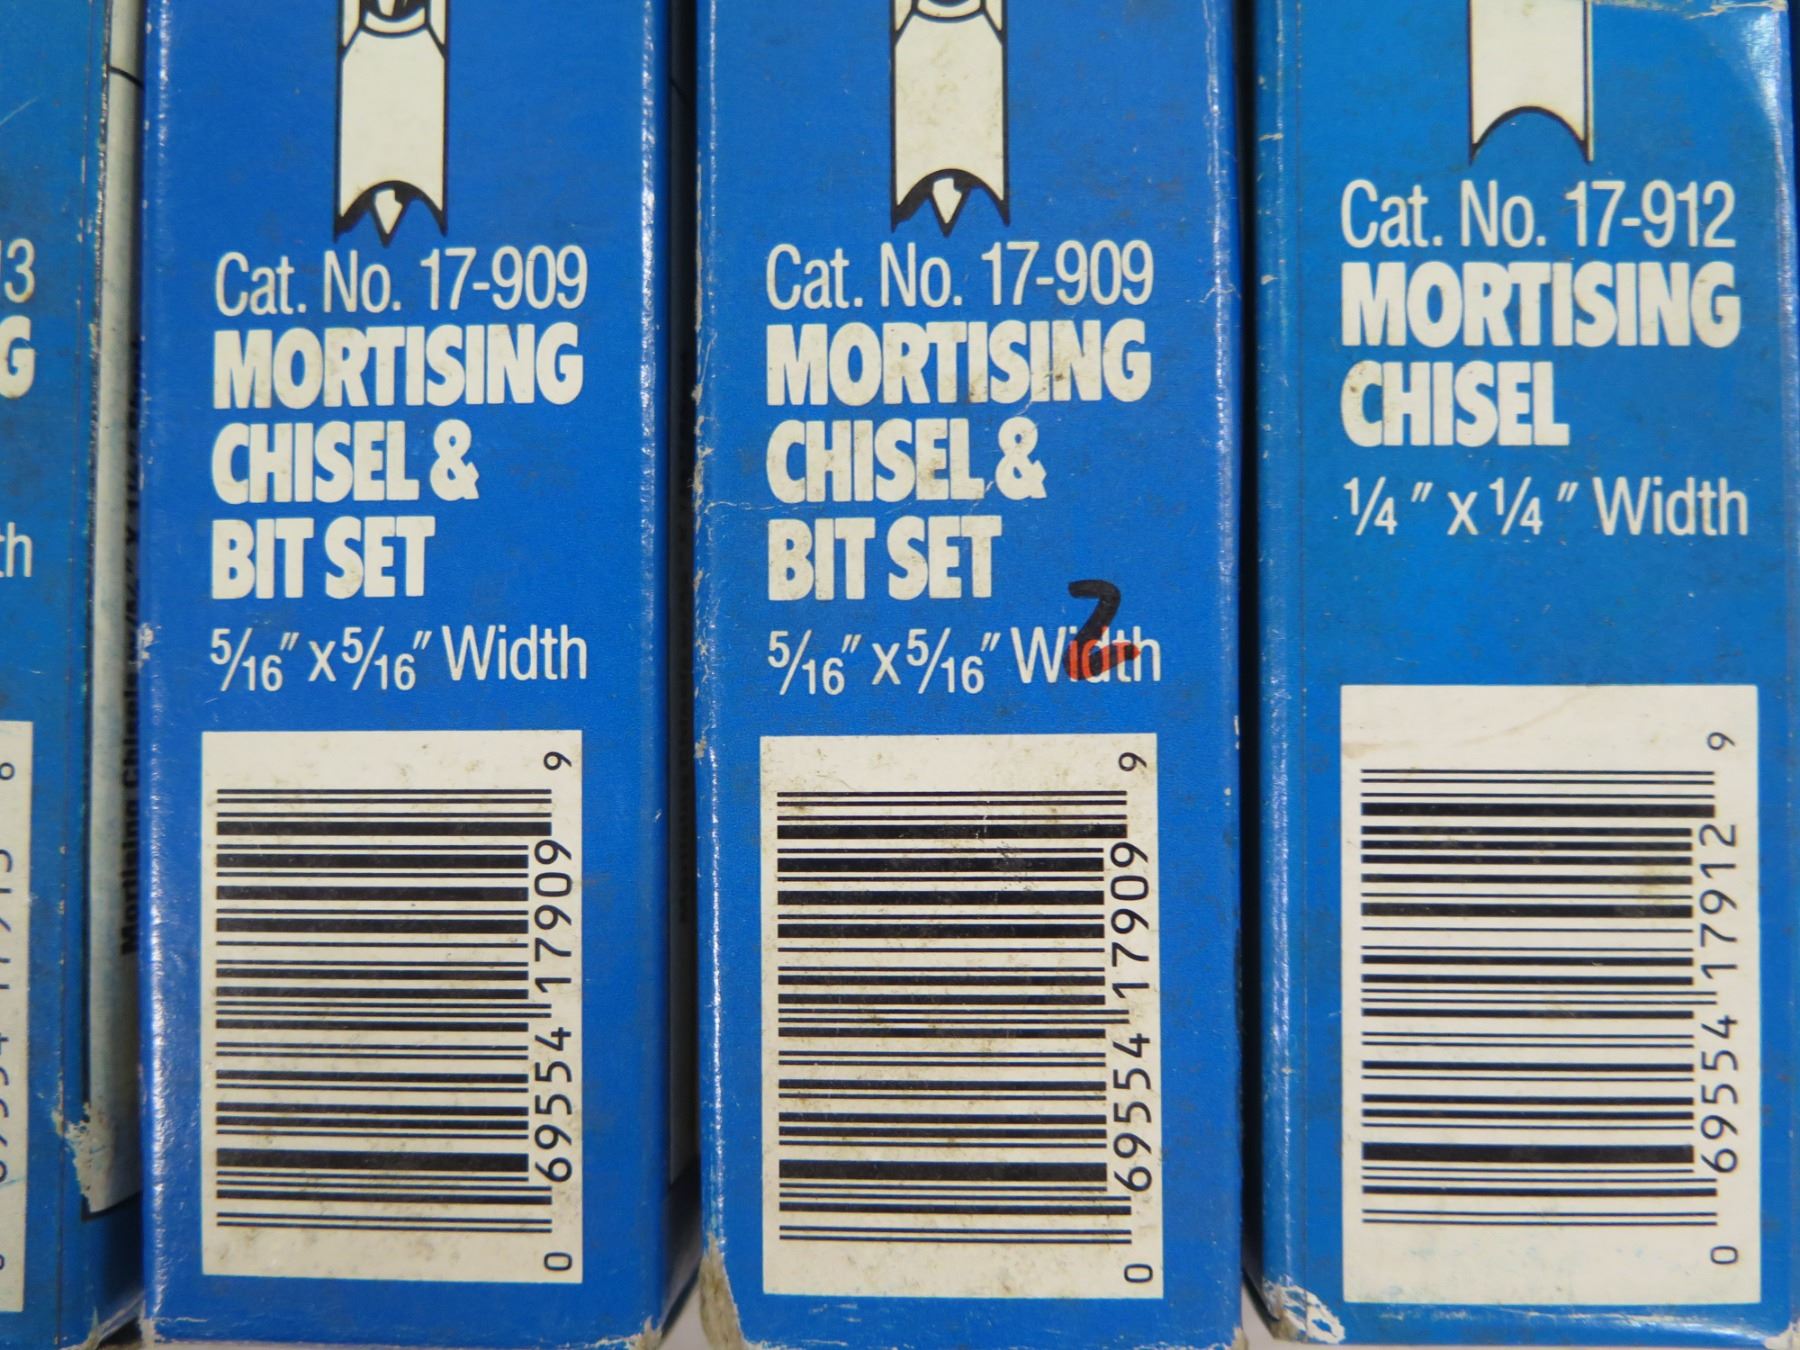 13
G
th
Cat. No. 17-909
MORTISING
CHISEL &
BIT SET
5/16" x 5/16" Width
9
69554 17909
0
Cat. No. 17-909
MORTISING
CHISEL &
BIT SET
5/16" x 5/16" Width
2
9
69554 17909
0
Cat. No. 17-912
MORTISING
CHISEL
1/4" x 1/4" Width
9
69554 17912
0